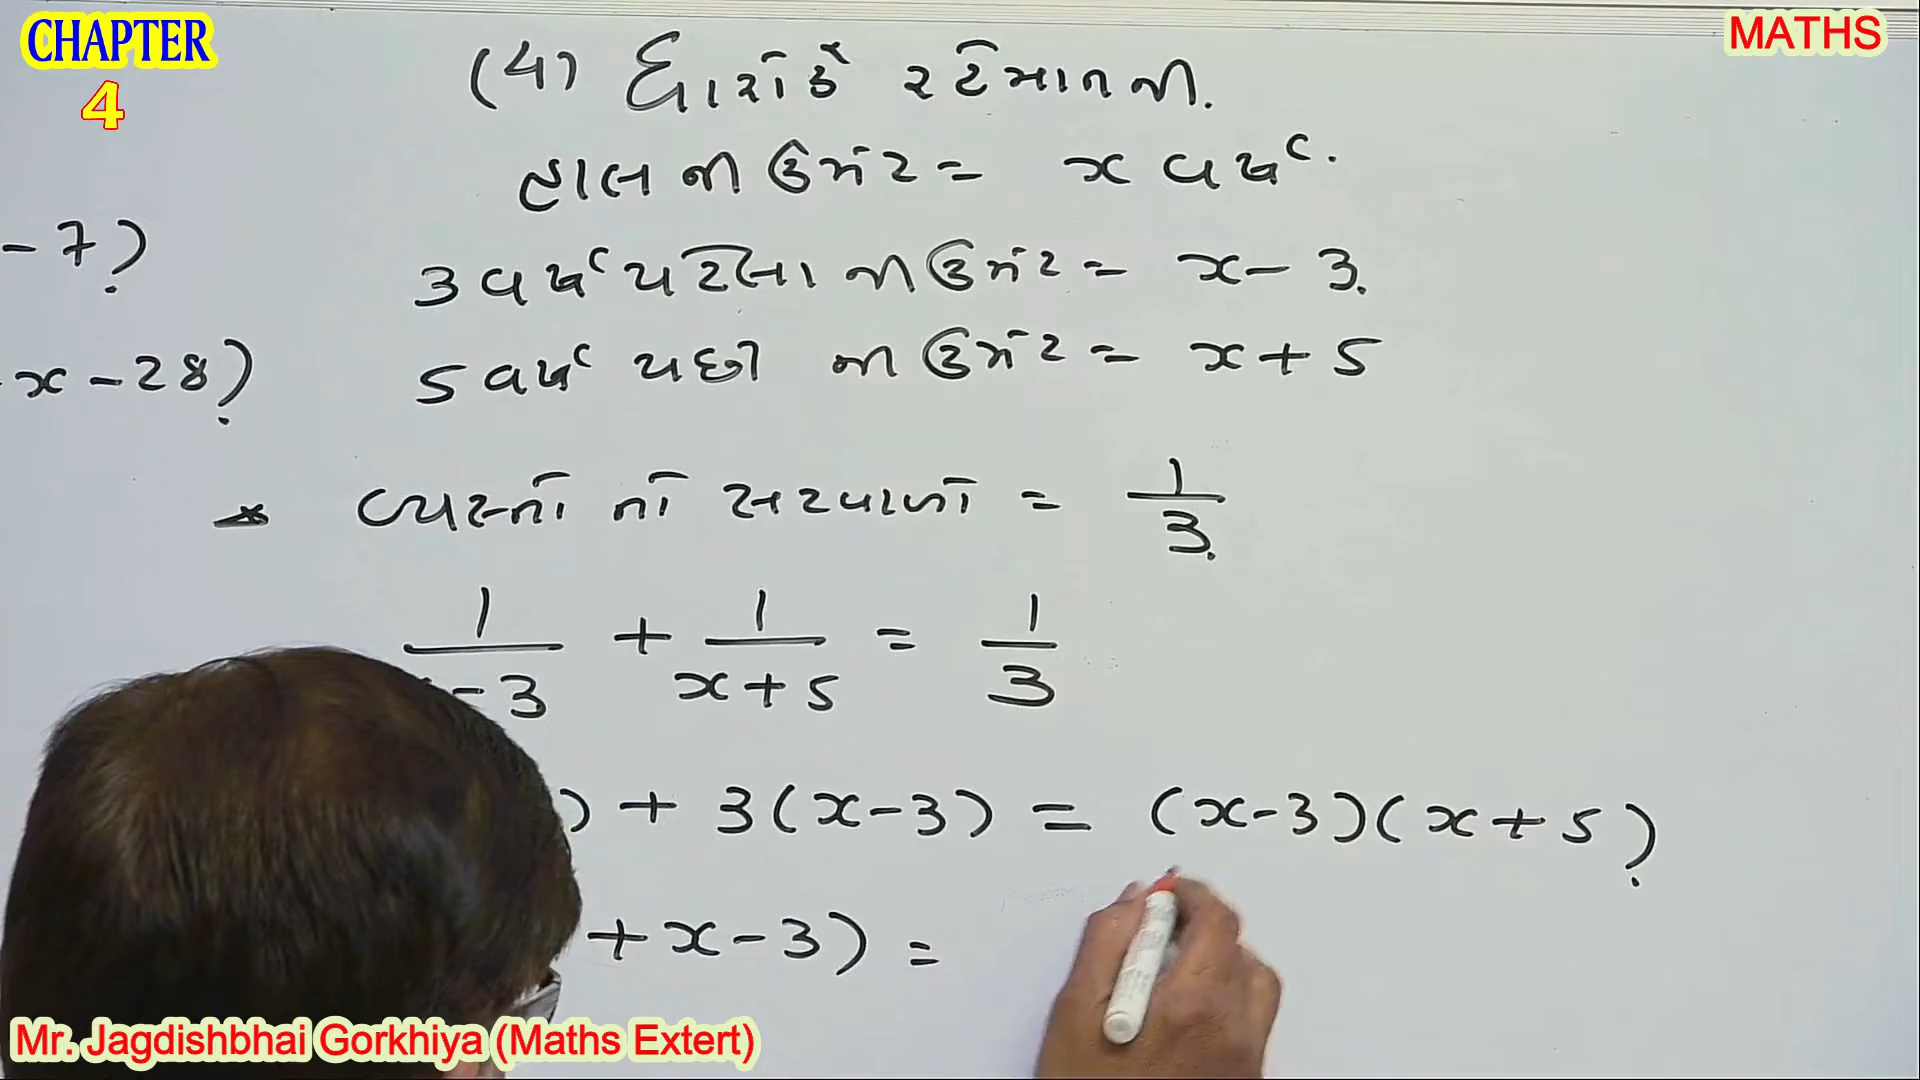 CHAPTER
4
MATHS
(4) ધારોકે રહેમાનની.
હાલની ઉંમર = x વર્ષ.
3 વર્ષ પહેલાની ઉંમર = x - 3.
5 વર્ષ પછીની ઉંમર = x + 5
વ્યસ્તોનો સરવાળો = 1/3.
1/ -3 + 1/x+5 = 1/3
) + 3(x-3) = (x-3)(x+5)
+x-3) =
-7)
x-28)
Mr. Jagdishbhai Gorkhiya (Maths Extert)